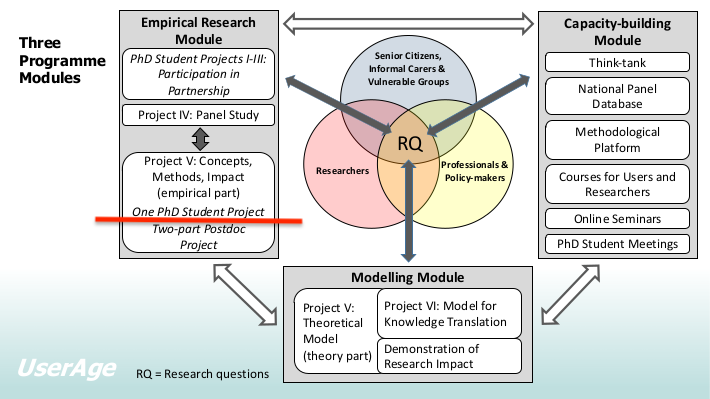 Three
Programme
Modules
Empirical Research
Module
PhD Student Projects I-III:
Participation in
Partnership
Project IV: Panel Study
Project V: Concepts,
Methods, Impact
(empirical part)
One PhD Student Project
Two-part Postdoc
Project
Senior Citizens,
Informal Carers &
Vulnerable Groups
RQ
Researchers
Professionals &
Policy-makers
Capacity-building
Module
Think-tank
National Panel
Database
Methodological
Platform
Courses for Users and
Researchers
Online Seminars
PhD Student Meetings
Modelling Module
Project V:
Theoretical
Model
(theory part)
Project VI: Model for
Knowledge Translation
Demonstration of
Research Impact
UserAge
RQ = Research questions